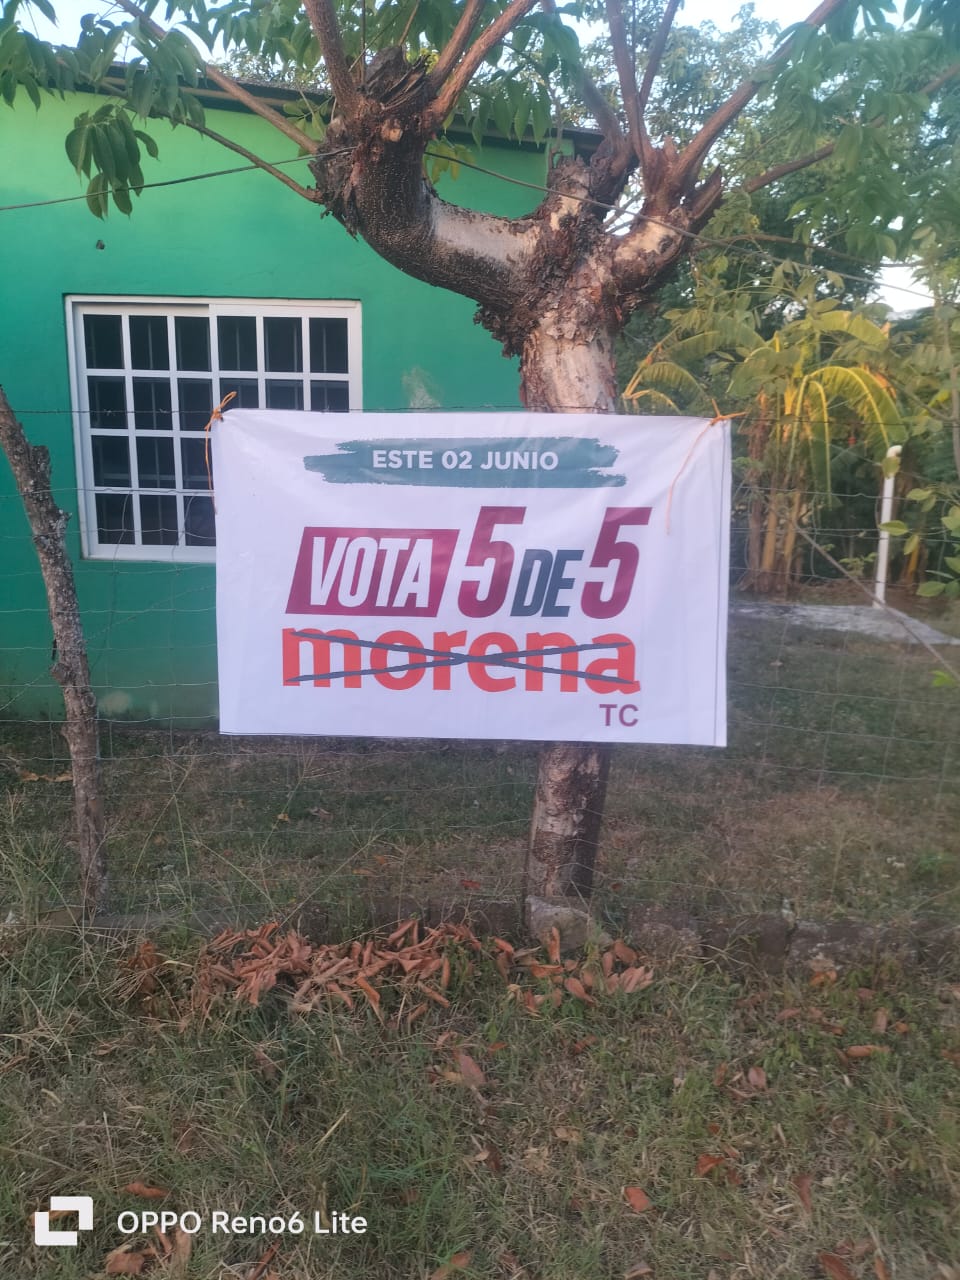 ESTE 02 JUNIO
VOTA 5 DE 5
morena
TC
OPPO Reno6 Lite